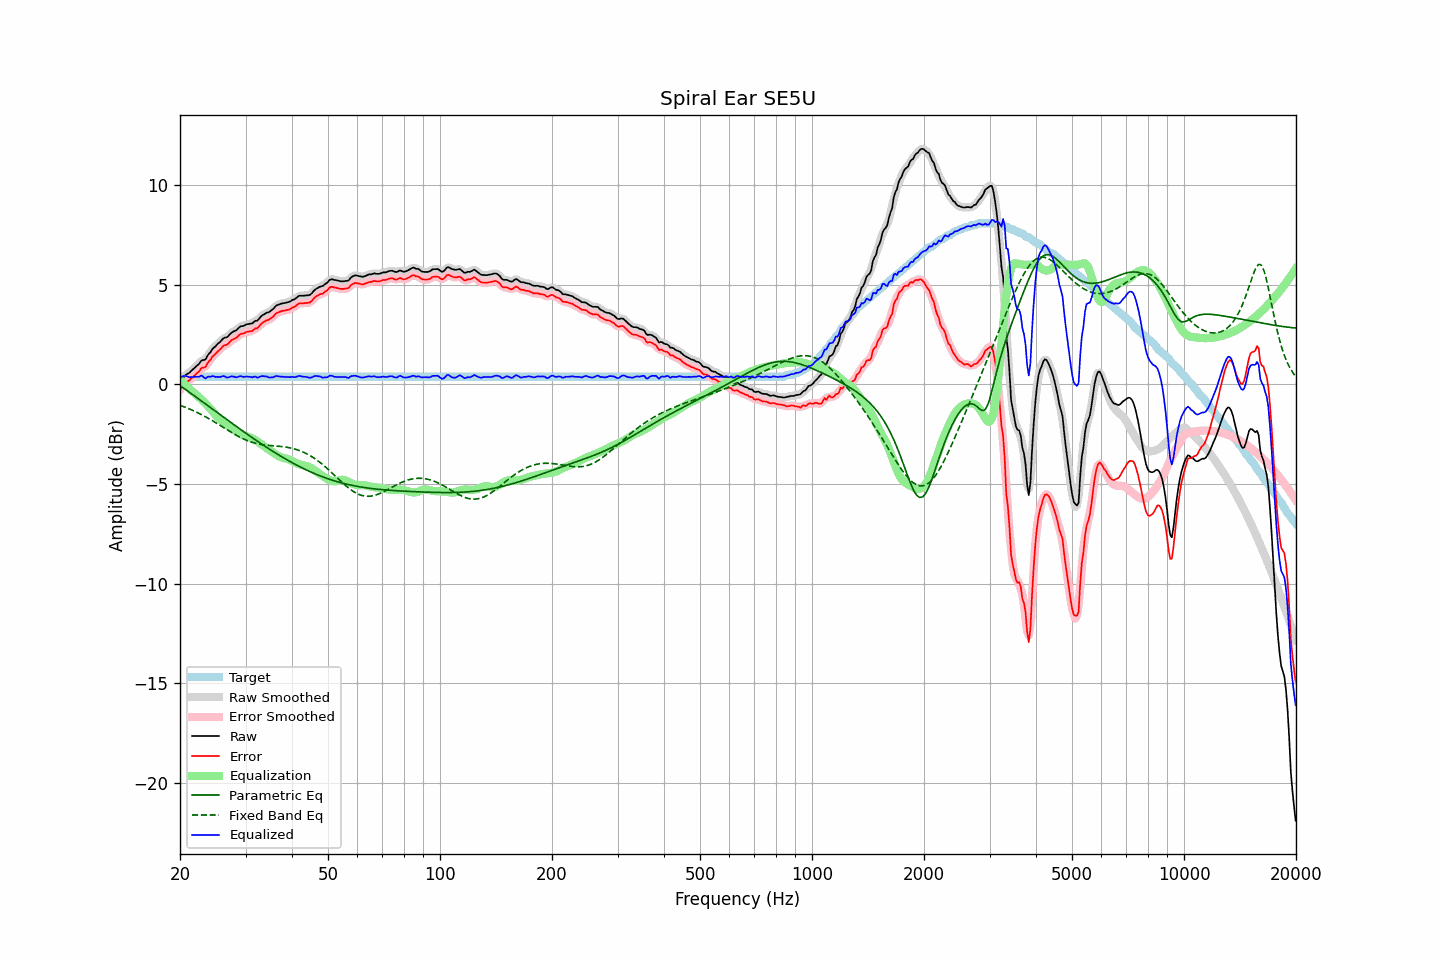 Spiral Ear SE5U
Amplitude (dBr)
10
5
0
−5
−10
−15
−20
Target
Raw Smoothed
Error Smoothed
Raw
Error
Equalization
Parametric Eq
Fixed Band Eq
Equalized
20 50 100 200 500 1000 2000 5000 10000 20000
Frequency (Hz)